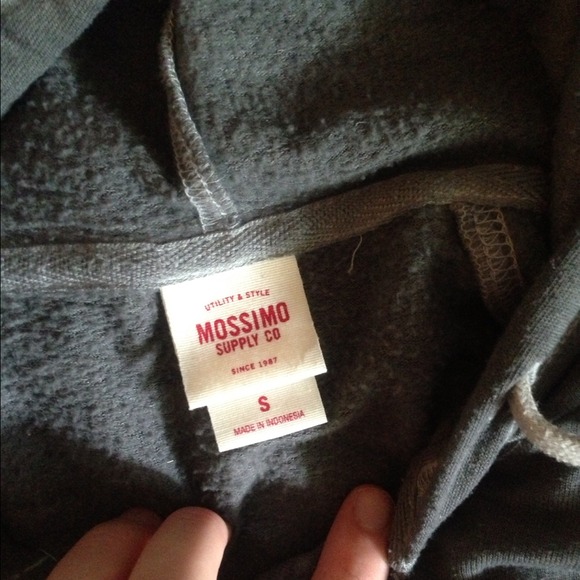 UTILITY & STYLE
MOSSIMO
SUPPLY CO
SINCE 1987
S
MADE IN INDONESIA